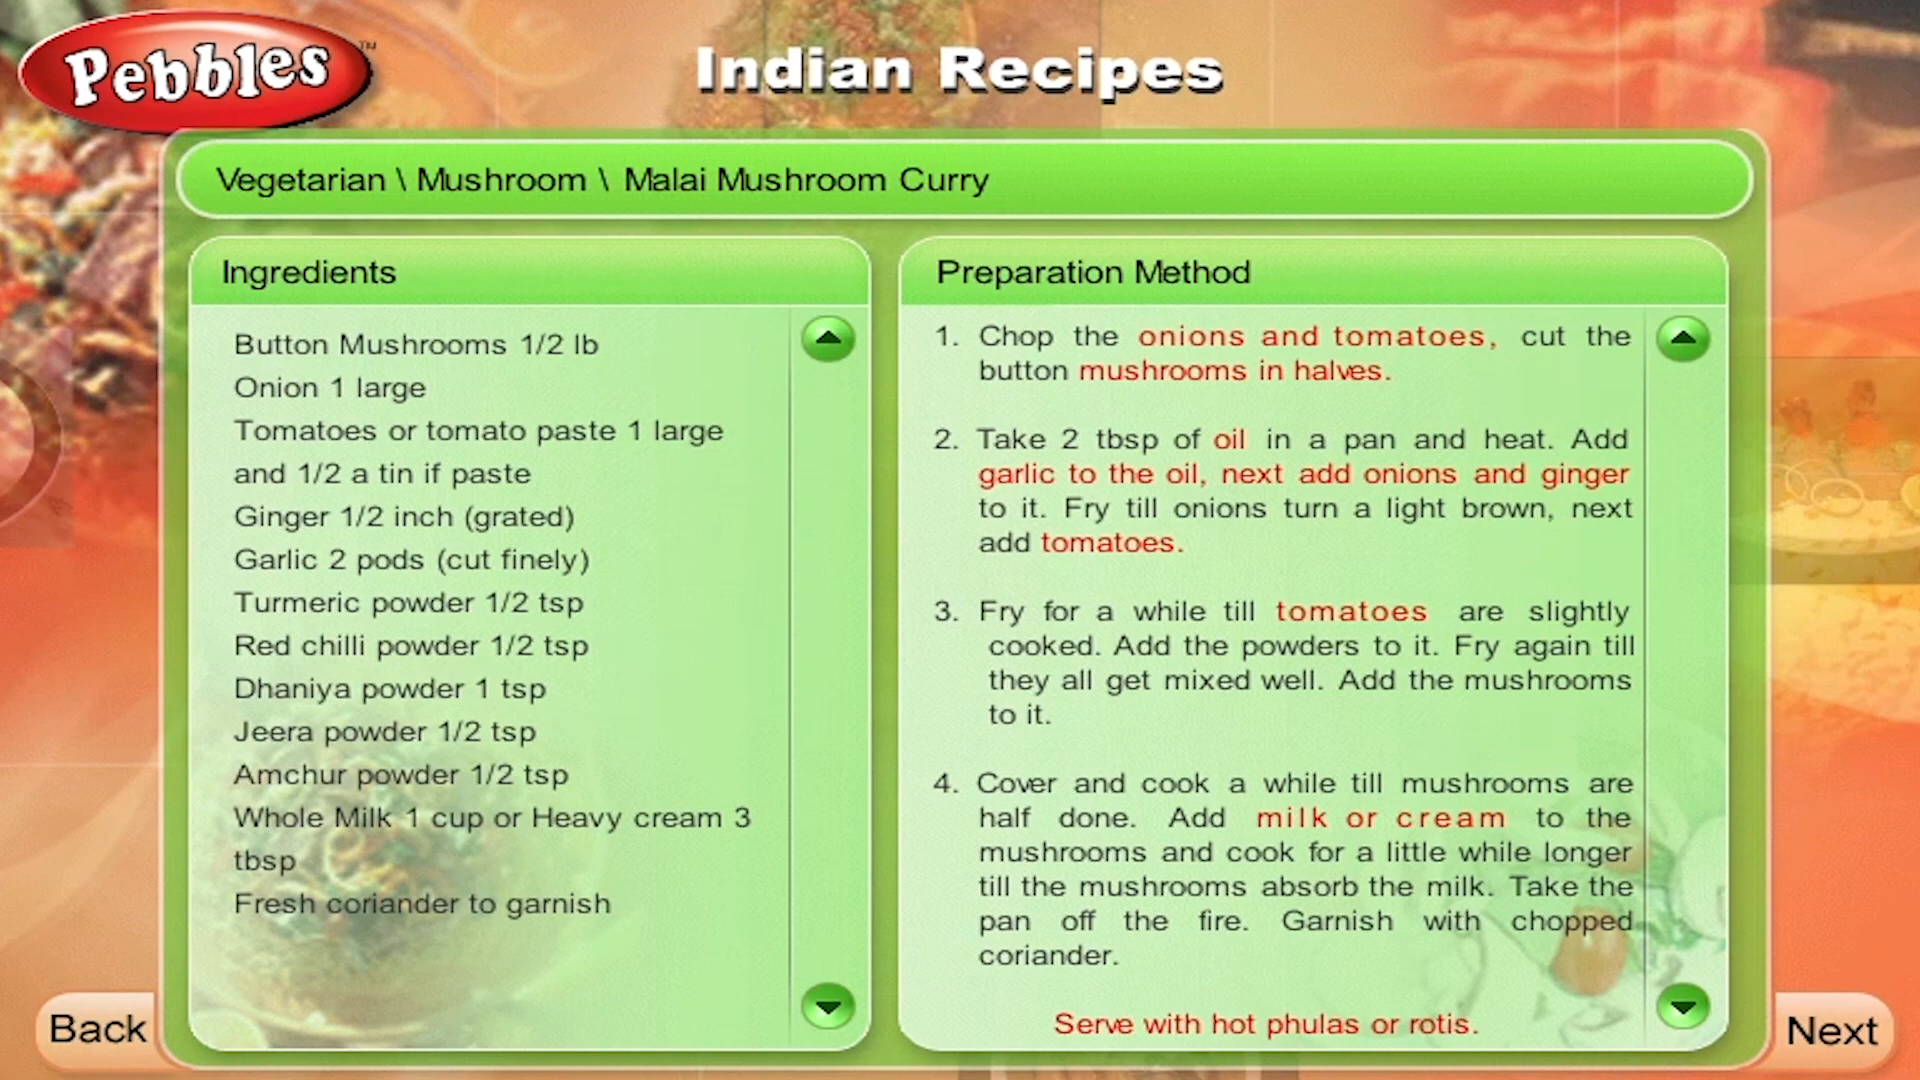 Pebbles™
Indian Recipes
Vegetarian \ Mushroom \ Malai Mushroom Curry
Ingredients
Button Mushrooms 1/2 lb
Onion 1 large
Tomatoes or tomato paste 1 large
and 1/2 a tin if paste
Ginger 1/2 inch (grated)
Garlic 2 pods (cut finely)
Turmeric powder 1/2 tsp
Red chilli powder 1/2 tsp
Dhaniya powder 1 tsp
Jeera powder 1/2 tsp
Amchur powder 1/2 tsp
Whole Milk 1 cup or Heavy cream 3
tbsp
Fresh coriander to garnish
Preparation Method
1. Chop the onions and tomatoes, cut the
button mushrooms in halves.
2. Take 2 tbsp of oil in a pan and heat. Add
garlic to the oil, next add onions and ginger
to it. Fry till onions turn a light brown, next
add tomatoes.
3. Fry for a while till tomatoes are slightly
cooked. Add the powders to it. Fry again till
they all get mixed well. Add the mushrooms
to it.
4. Cover and cook a while till mushrooms are
half done. Add milk or cream to the
mushrooms and cook for a little while longer
till the mushrooms absorb the milk. Take the
pan off the fire. Garnish with chopped
coriander.
Serve with hot phulas or rotis.
Back
Next